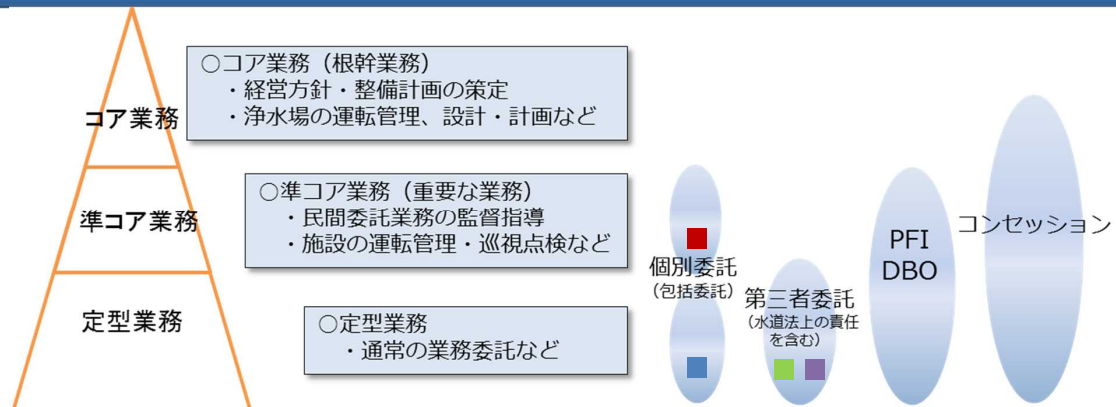 コア業務
準コア業務
定型業務
○コア業務（根幹業務）
・経営方針・整備計画の策定
・浄水場の運転管理、設計・計画など
○準コア業務（重要な業務）
・民間委託業務の監督指導
・施設の運転管理・巡視点検など
○定型業務
・通常の業務委託など
個別委託
（包括委託）
第三者委託
（水道法上の責任
を含む）
PFI
DBO
コンセッション